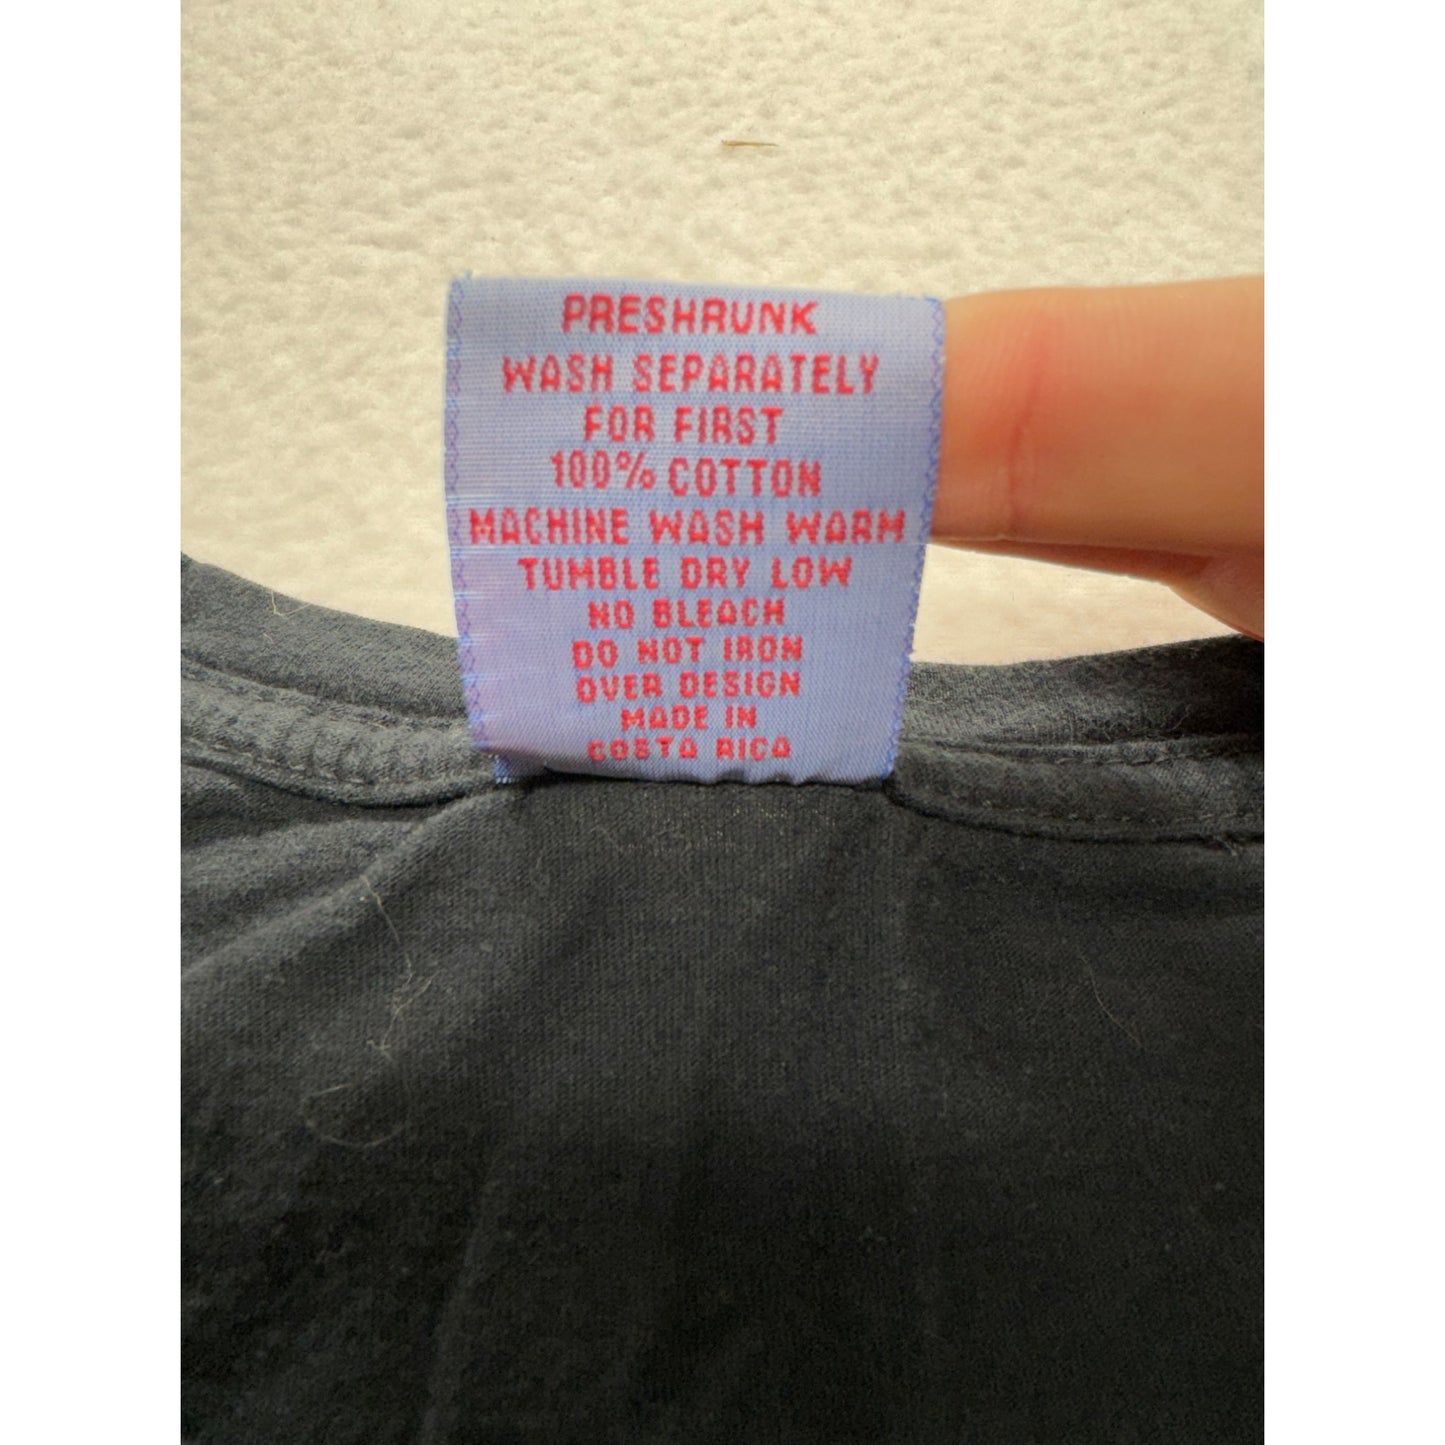 PRESHRUNK
WASH SEPARATELY
FOR FIRST
100% COTTON
MACHINE WASH WARM
TUMBLE DRY LOW
NO BLEACH
DO NOT IRON
OVER DESIGN
MADE IN
COSTA RICA